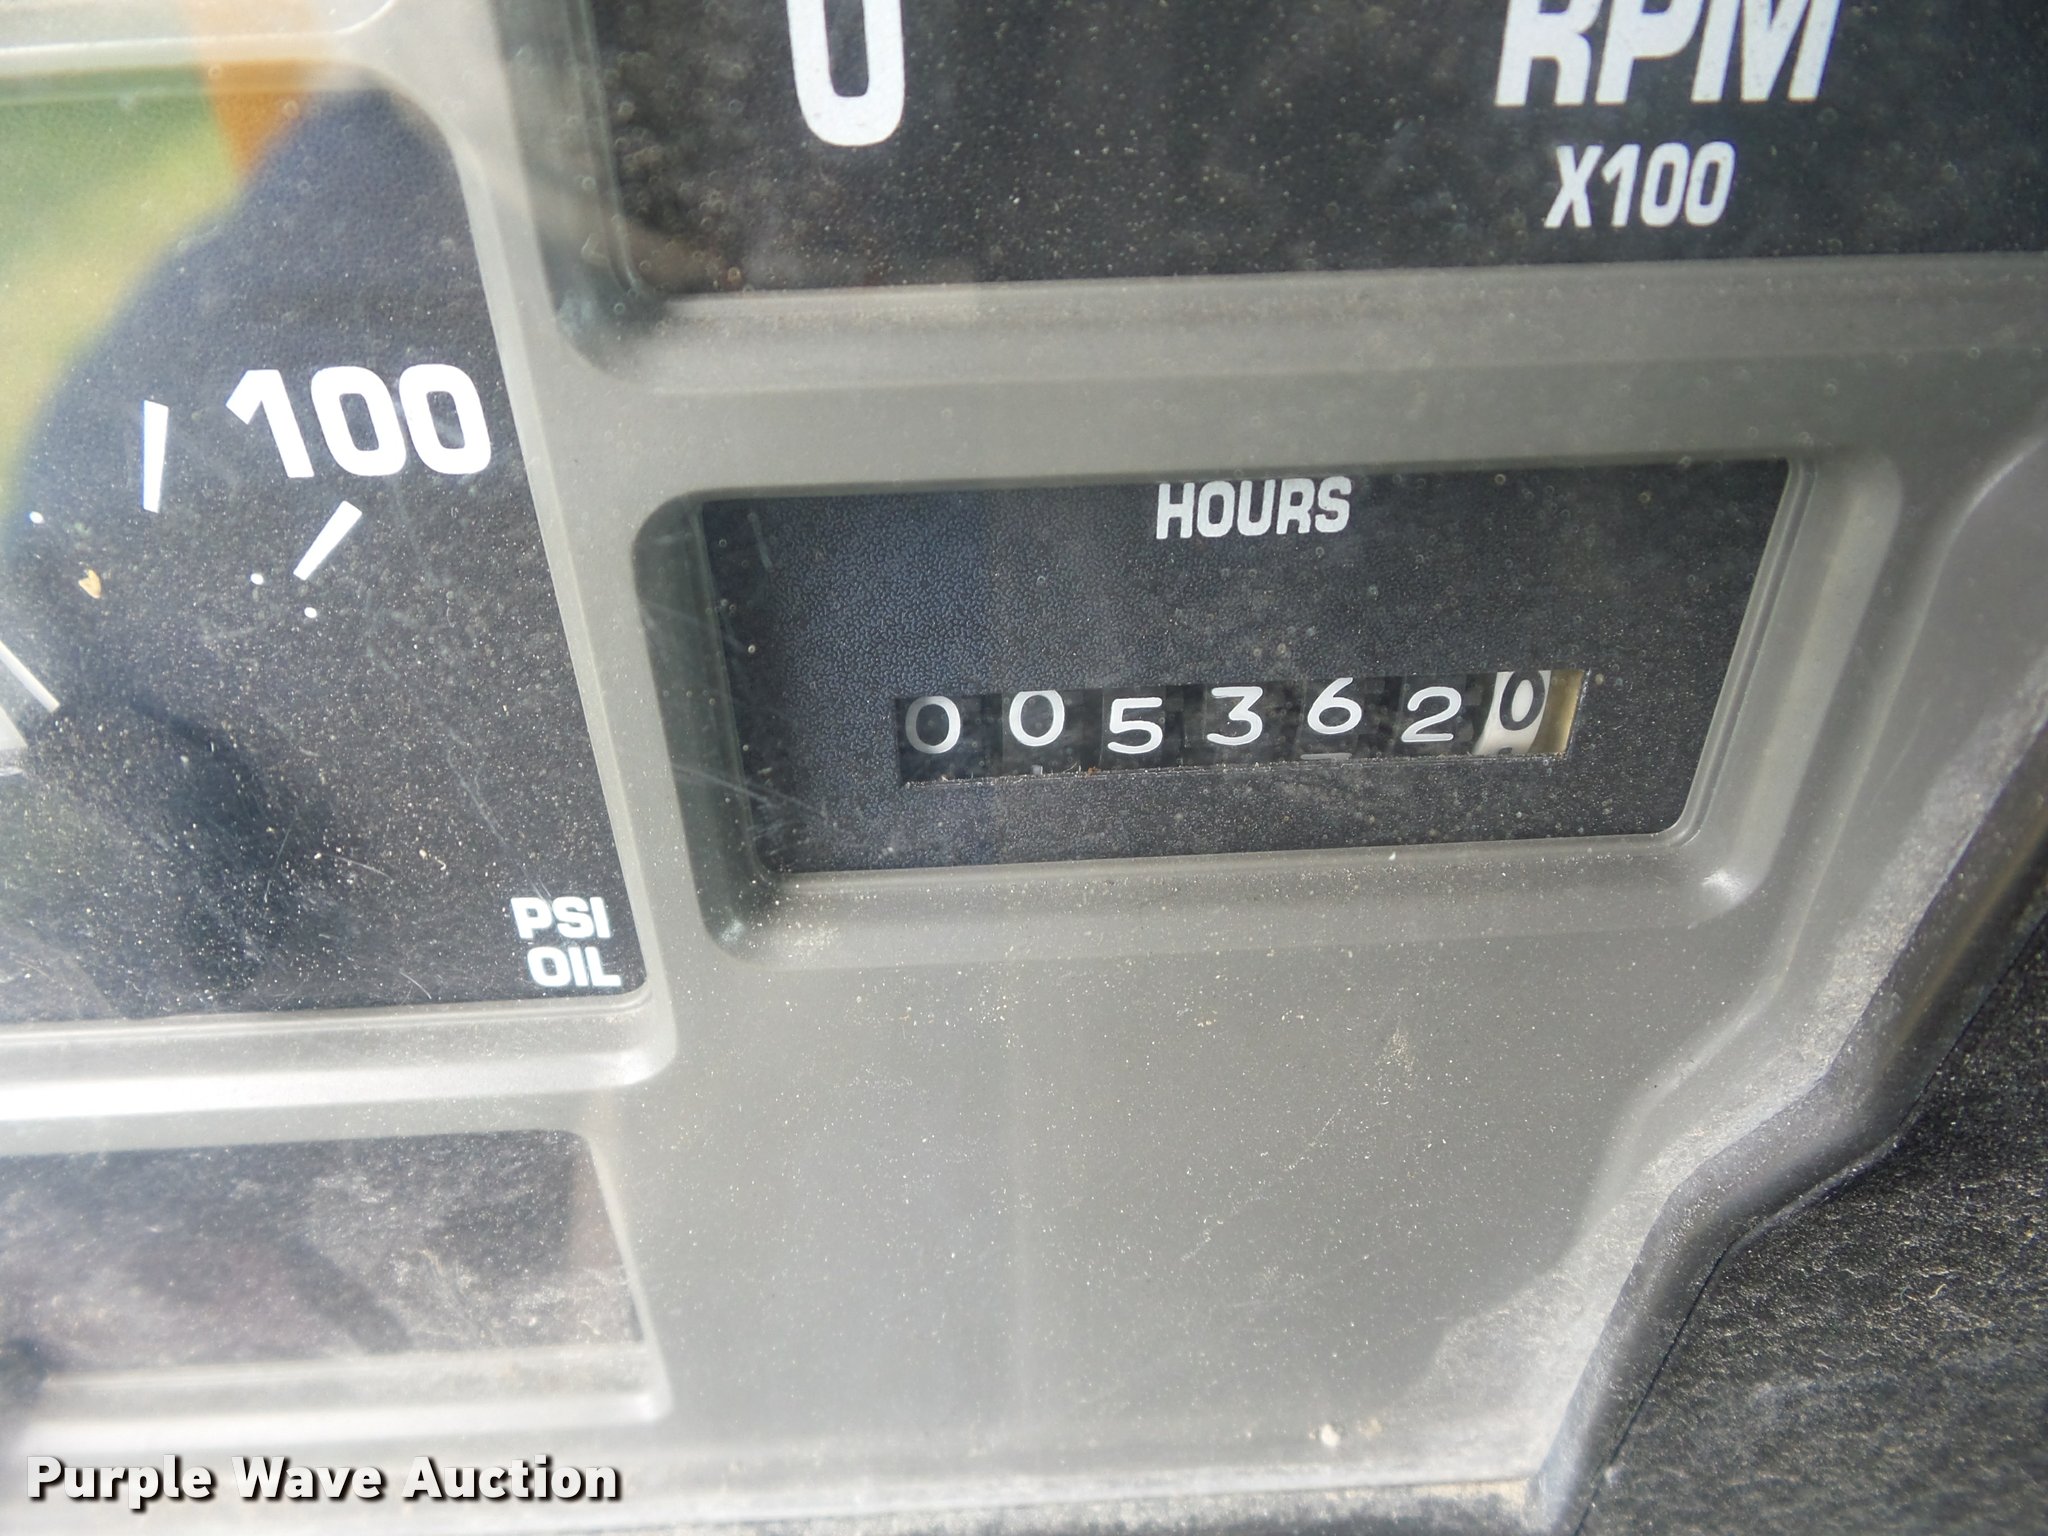 0
RPM
X100
100
HOURS
0053620
PSI
OIL
Purple Wave Auction